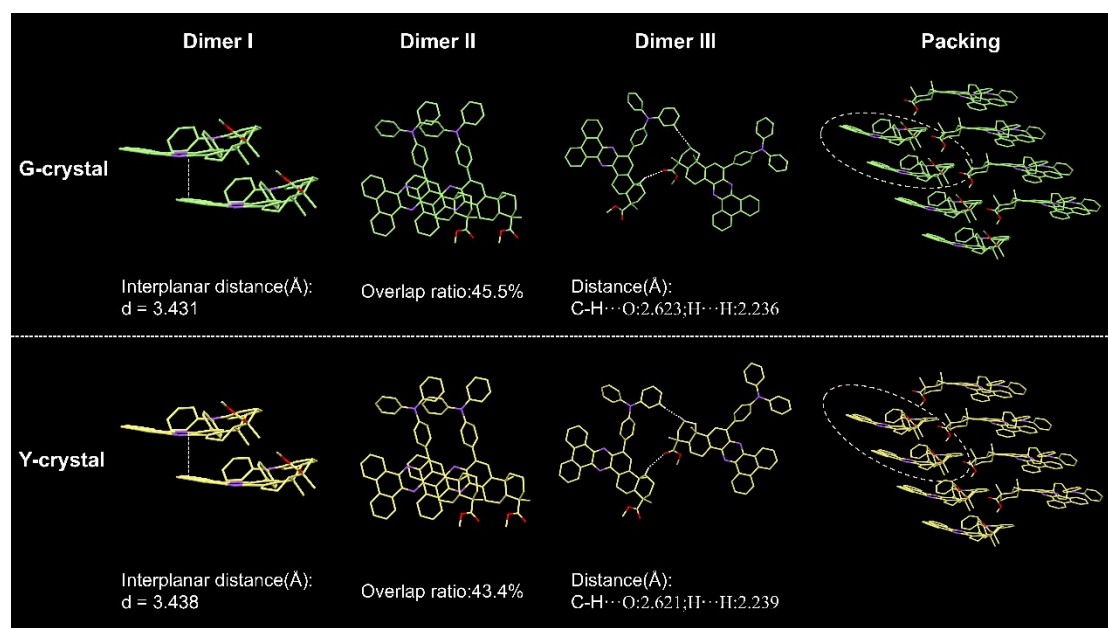 Dimer I
Dimer II
Dimer III
Packing
G-crystal
Interplanar distance(Å):
d = 3.431
Overlap ratio:45.5%
Distance(Å):
C-H···O:2.623;H···H:2.236
Y-crystal
Interplanar distance(Å):
d = 3.438
Overlap ratio:43.4%
Distance(Å):
C-H···O:2.621;H···H:2.239